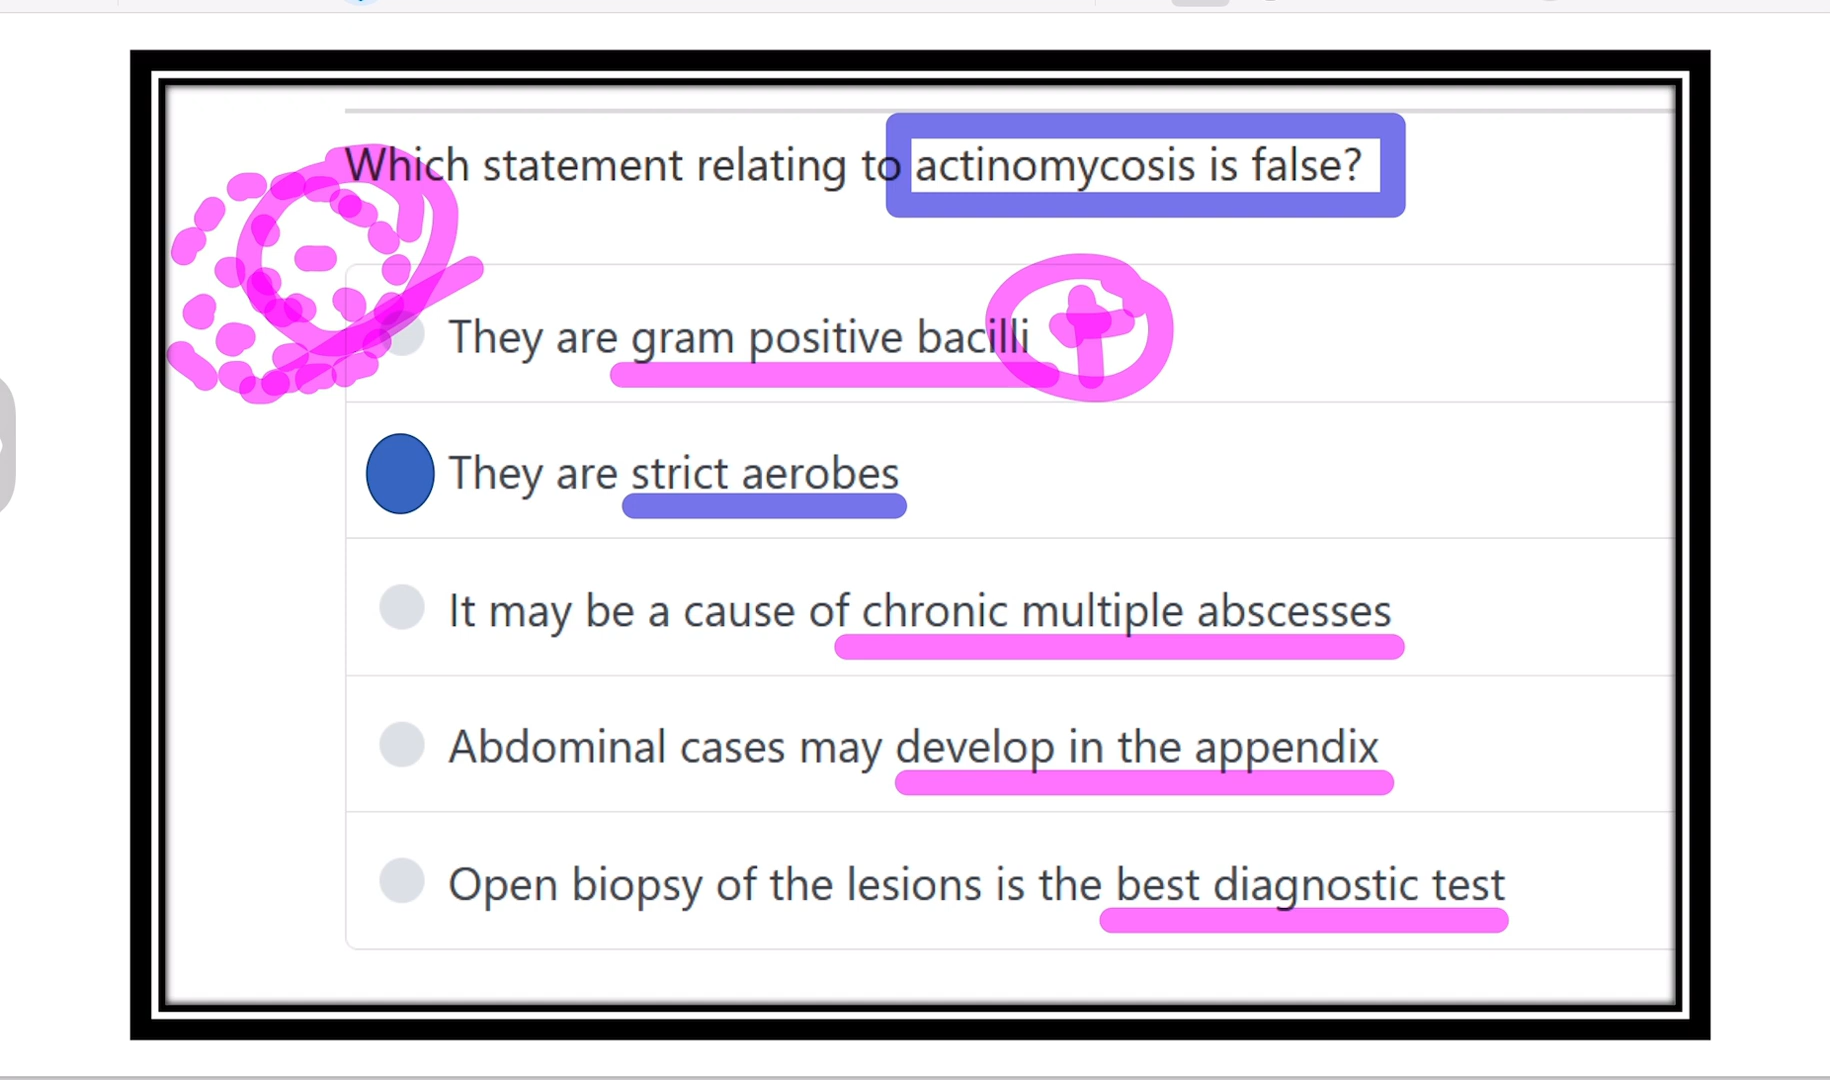 Which statement relating to actinomycosis is false?
They are gram positive bacilli
They are strict aerobes
It may be a cause of chronic multiple abscesses
Abdominal cases may develop in the appendix
Open biopsy of the lesions is the best diagnostic test